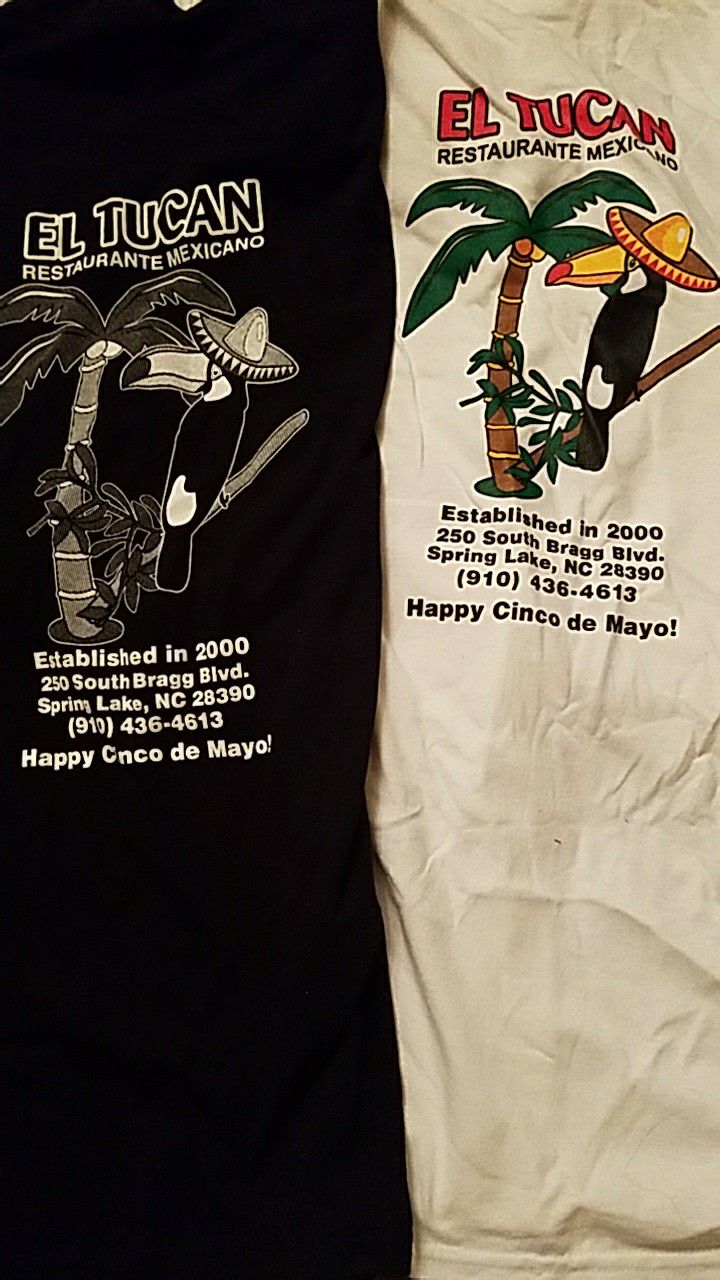 EL TUCAN
RESTAURANTE MEXICANO
Established in 2000
250 South Bragg Blvd.
Spring Lake, NC 28390
(910) 436-4613
Happy Cinco de Mayo!
EL TUCAN
RESTAURANTE MEXICANO
Established in 2000
250 South Bragg Blvd.
Spring Lake, NC 28390
(910) 436-4613
Happy Cinco de Mayo!